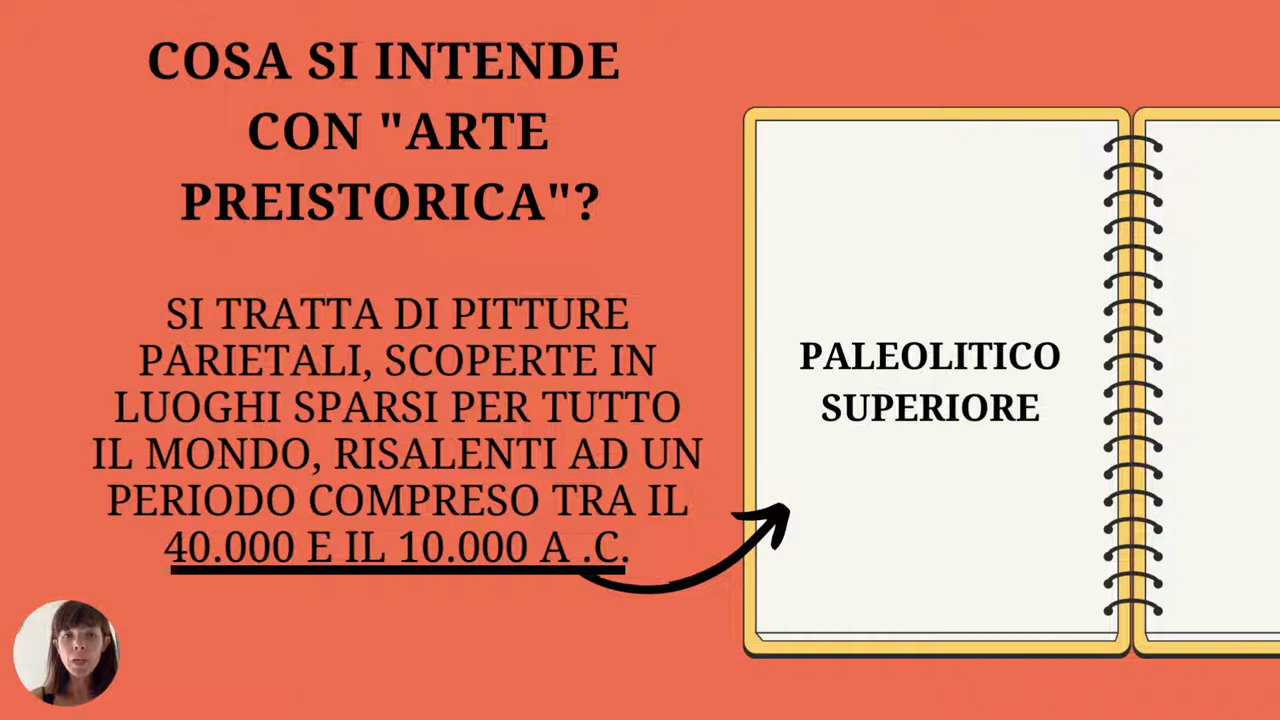 COSA SI INTENDE
CON "ARTE
PREISTORICA"?
SI TRATTA DI PITTURE
PARIETALI, SCOPERTE IN
LUOGHI SPARSI PER TUTTO
IL MONDO, RISALENTI AD UN
PERIODO COMPRESO TRA IL
40.000 E IL 10.000 A .C.
PALEOLITICO
SUPERIORE